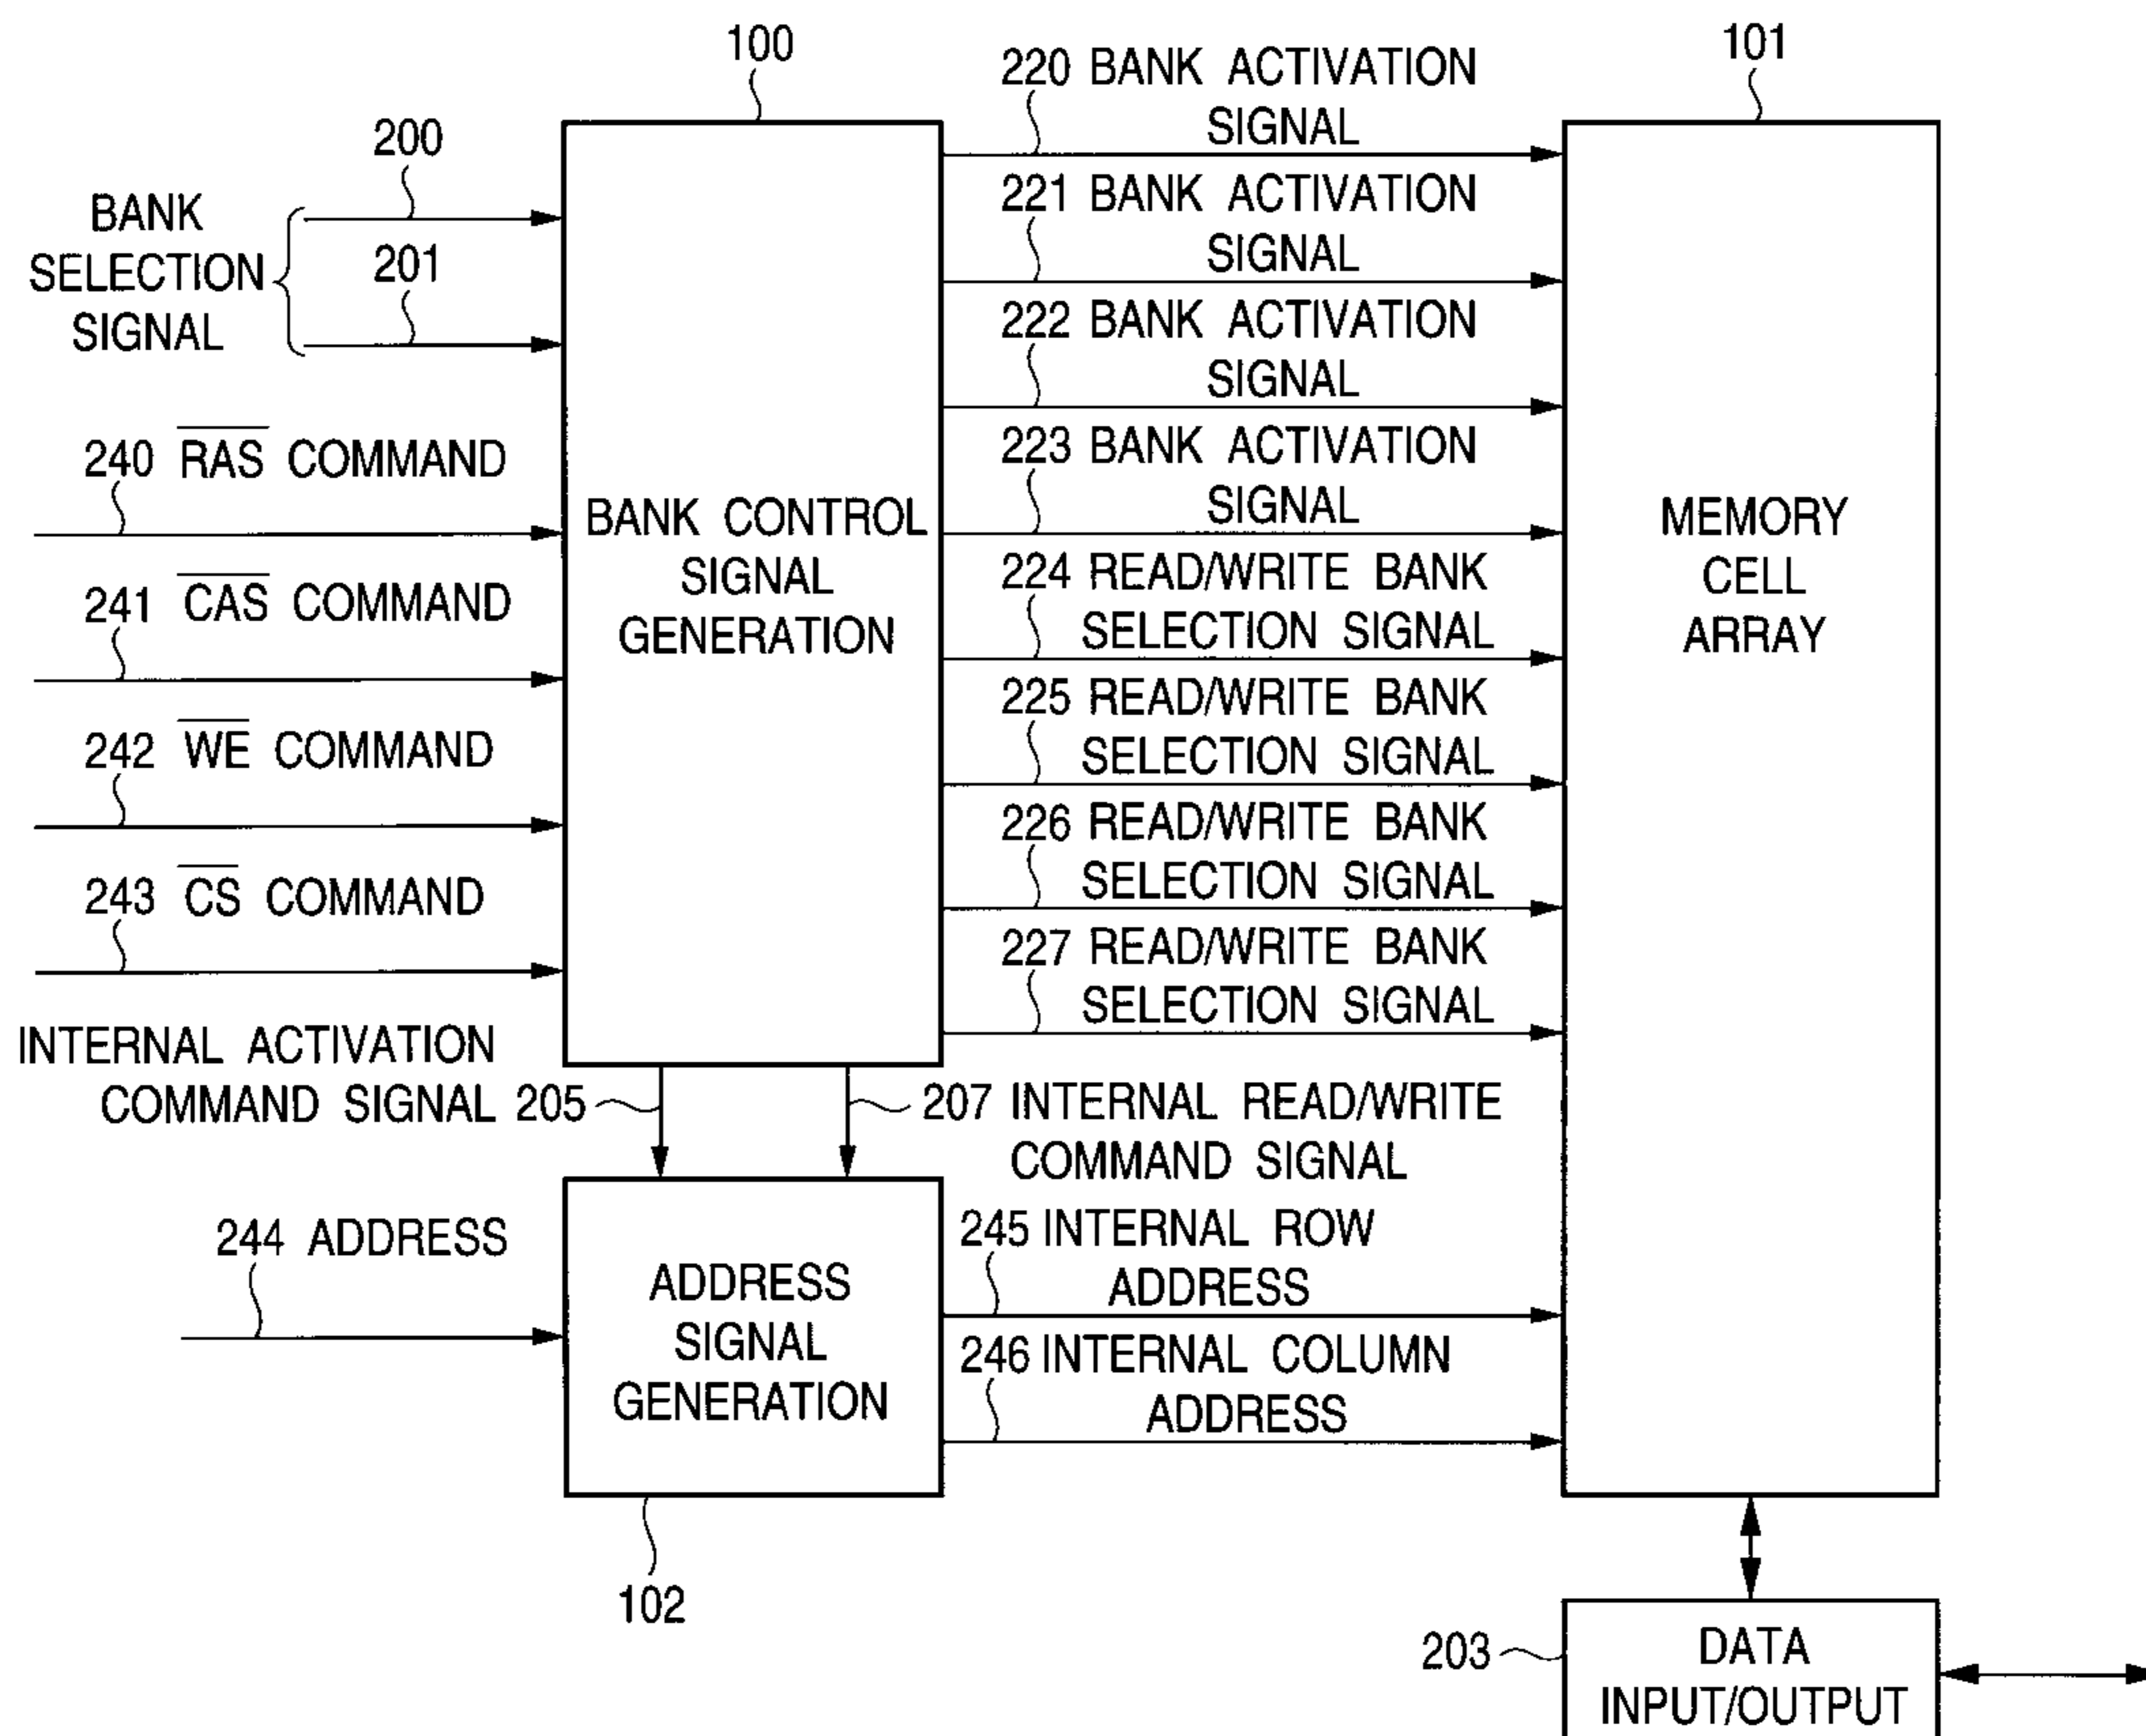 100
101
200
BANK
SELECTION
SIGNAL
201
240 R̅A̅S̅ COMMAND
241 C̅A̅S̅ COMMAND
242 W̅E̅ COMMAND
243 C̅S̅ COMMAND
BANK CONTROL
SIGNAL
GENERATION
220 BANK ACTIVATION
SIGNAL
221 BANK ACTIVATION
SIGNAL
222 BANK ACTIVATION
SIGNAL
223 BANK ACTIVATION
SIGNAL
224 READ/WRITE BANK
SELECTION SIGNAL
225 READ/WRITE BANK
SELECTION SIGNAL
226 READ/WRITE BANK
SELECTION SIGNAL
227 READ/WRITE BANK
SELECTION SIGNAL
MEMORY
CELL
ARRAY
INTERNAL ACTIVATION
COMMAND SIGNAL 205
207 INTERNAL READ/WRITE
COMMAND SIGNAL
244 ADDRESS
ADDRESS
SIGNAL
GENERATION
245 INTERNAL ROW
ADDRESS
246 INTERNAL COLUMN
ADDRESS
102
203
DATA
INPUT/OUTPUT